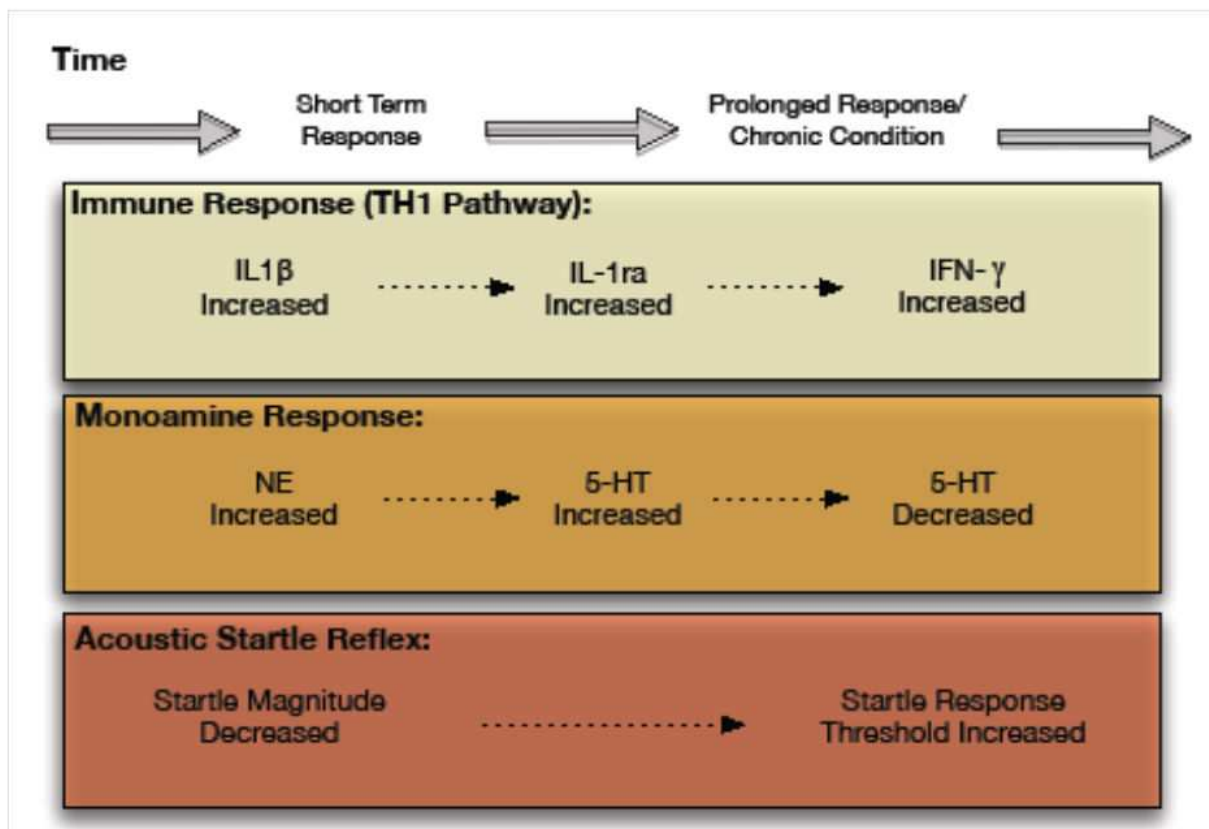 Time
Short Term
Response
Prolonged Response/
Chronic Condition
Immune Response (TH1 Pathway):
IL1β
Increased
IL-1ra
Increased
IFN-γ
Increased
Monoamine Response:
NE
Increased
5-HT
Increased
5-HT
Decreased
Acoustic Startle Reflex:
Startle Magnitude
Decreased
Startle Response
Threshold Increased